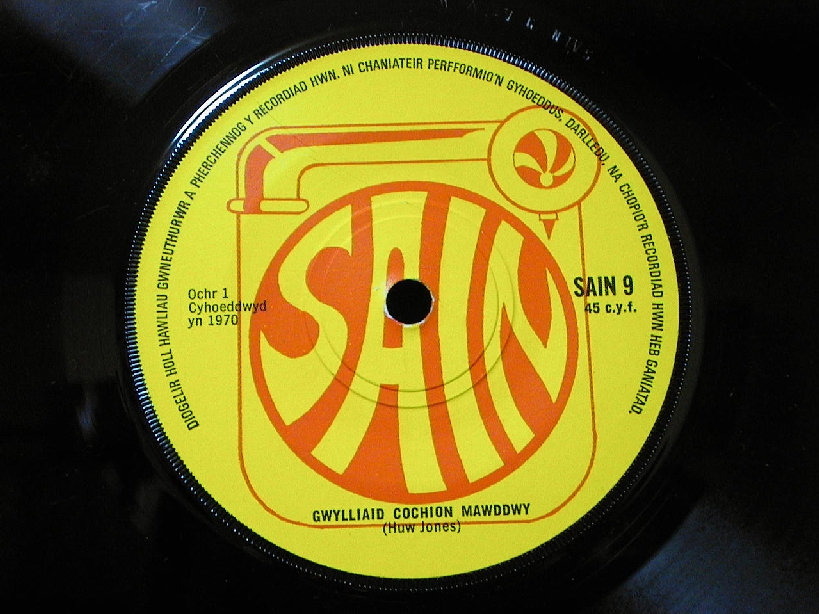 DIOGELIR HOLL HAWLIAU GWNEUTHURWR A PHERCHENNOG Y RECORDIAD HWN. NI CHANIATEIR PERFFORMIO'N GYHOEDDUS, DARLLEDU, NA CHOPIO'R RECORDIAD HWN HEB GANIATAD.
SAIN
Ochr 1
Cyhoeddwyd
yn 1970
SAIN 9
45 c.y.f.
GWYLLIAID COCHION MAWDDWY
(Huw Jones)